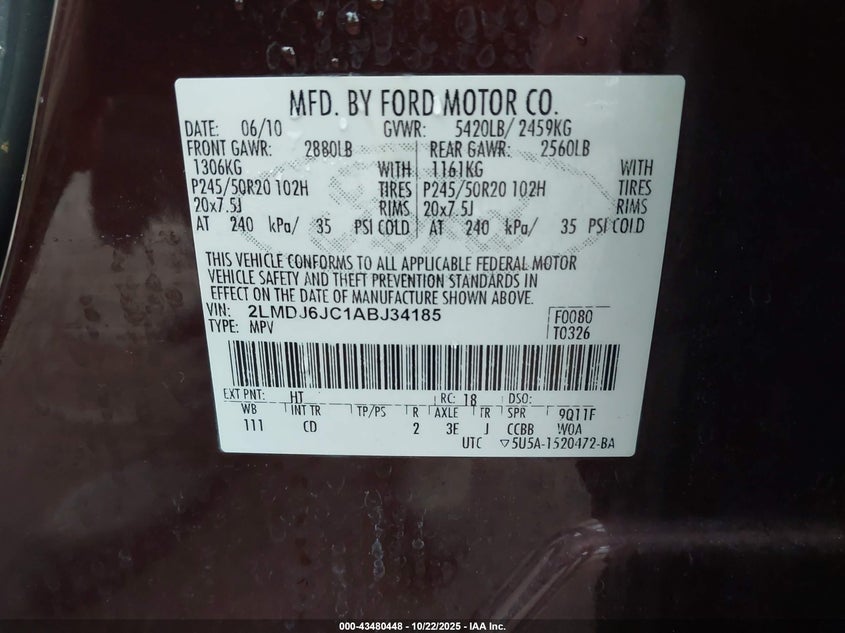 MFD. BY FORD MOTOR CO.
DATE: 06/10 GVWR: 5420LB/ 2459KG
FRONT GAWR: 2880LB REAR GAWR: 2560LB
1306KG WITH 1161KG WITH
P245/50R20 102H TIRES P245/50R20 102H TIRES
20x7.5J RIMS 20x7.5J RIMS
AT 240 kPa/ 35 PSI COLD AT 240 kPa/ 35 PSI COLD
THIS VEHICLE CONFORMS TO ALL APPLICABLE FEDERAL MOTOR
VEHICLE SAFETY AND THEFT PREVENTION STANDARDS IN
EFFECT ON THE DATE OF MANUFACTURE SHOWN ABOVE.
VIN: 2LMDJ6JC1ABJ34185 F0080
TYPE: MPV T0326
EXT PNT: HT RC: 18 DSO:
WB INT TR TP/PS R AXLE TR SPR 9Q11F
111 CD 2 3E J CCBB WOA
UTC ▽5U5A-1520472-BA
000-43480448 - 10/22/2025 - IAA Inc.